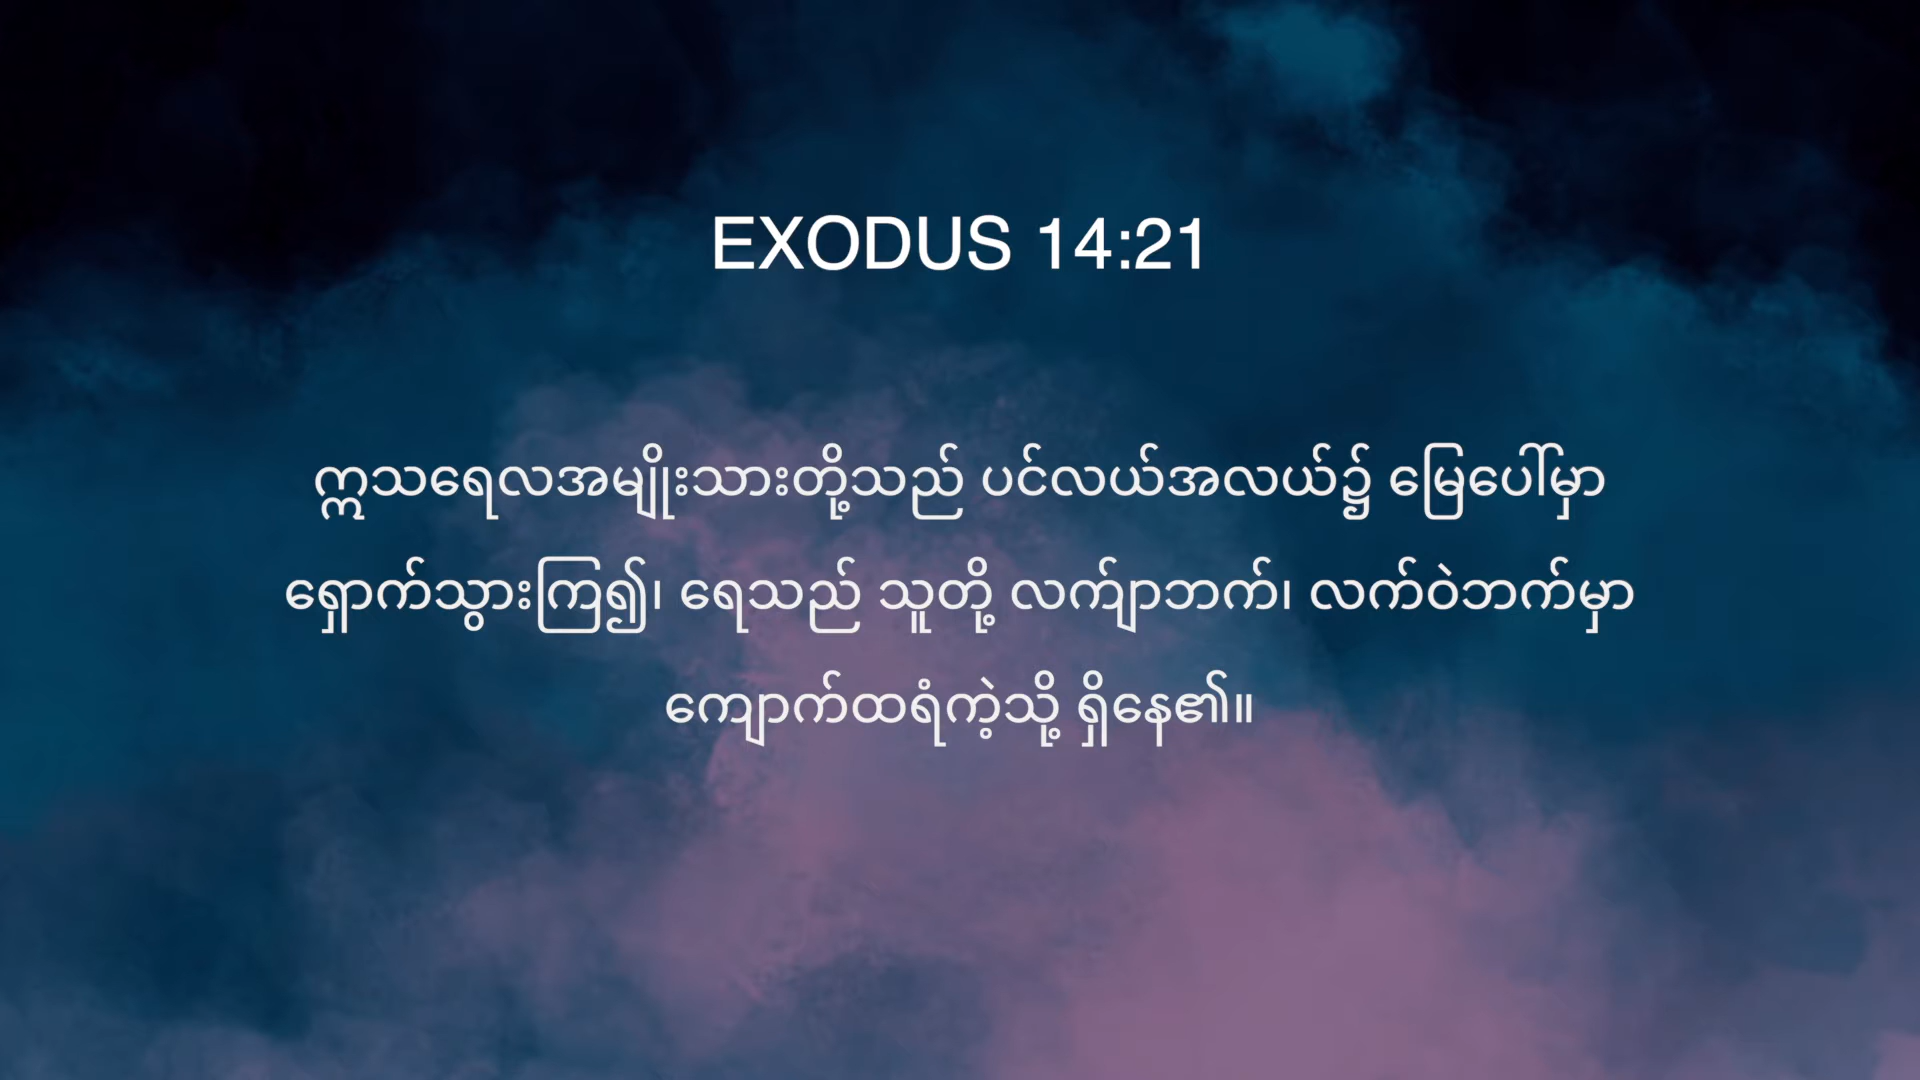 EXODUS 14:21
ဣသရေလအမျိုးသားတို့သည် ပင်လယ်အလယ်၌ မြေပေါ်မှာ
ရှောက်သွားကြ၍၊ ရေသည် သူတို့ လက်ျာဘက်၊ လက်ဝဲဘက်မှာ
ကျောက်ထရံကဲ့သို့ ရှိနေ၏။